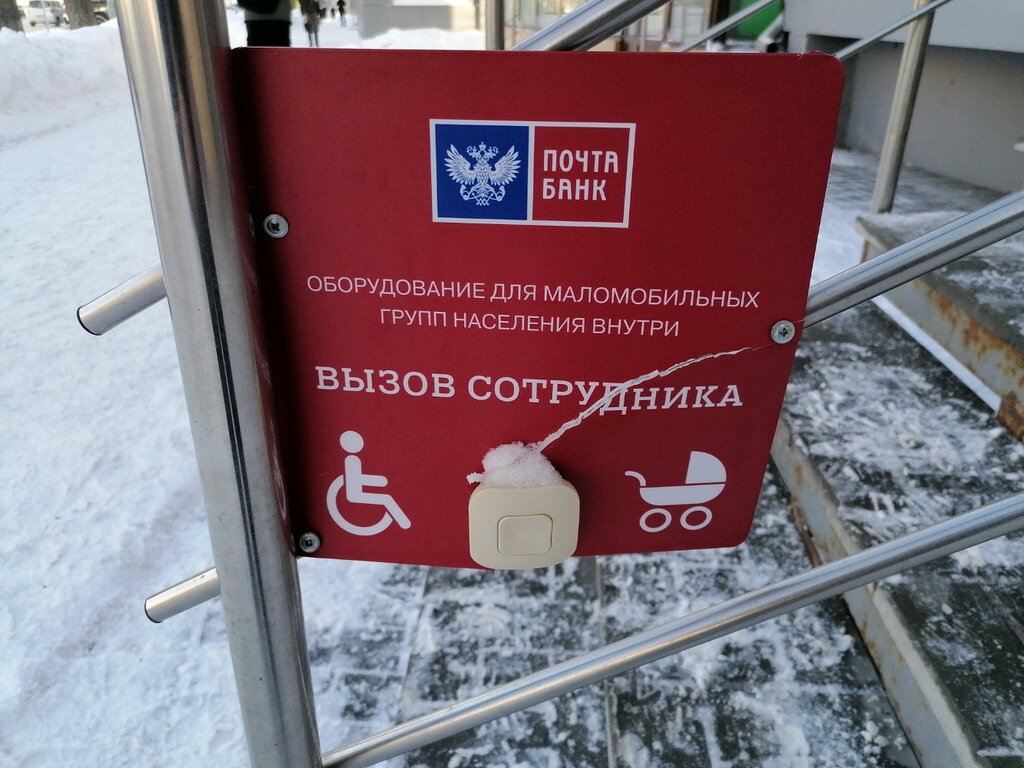 ПОЧТА
БАНК
ОБОРУДОВАНИЕ ДЛЯ МАЛОМОБИЛЬНЫХ
ГРУПП НАСЕЛЕНИЯ ВНУТРИ
ВЫЗОВ СОТРУДНИКА